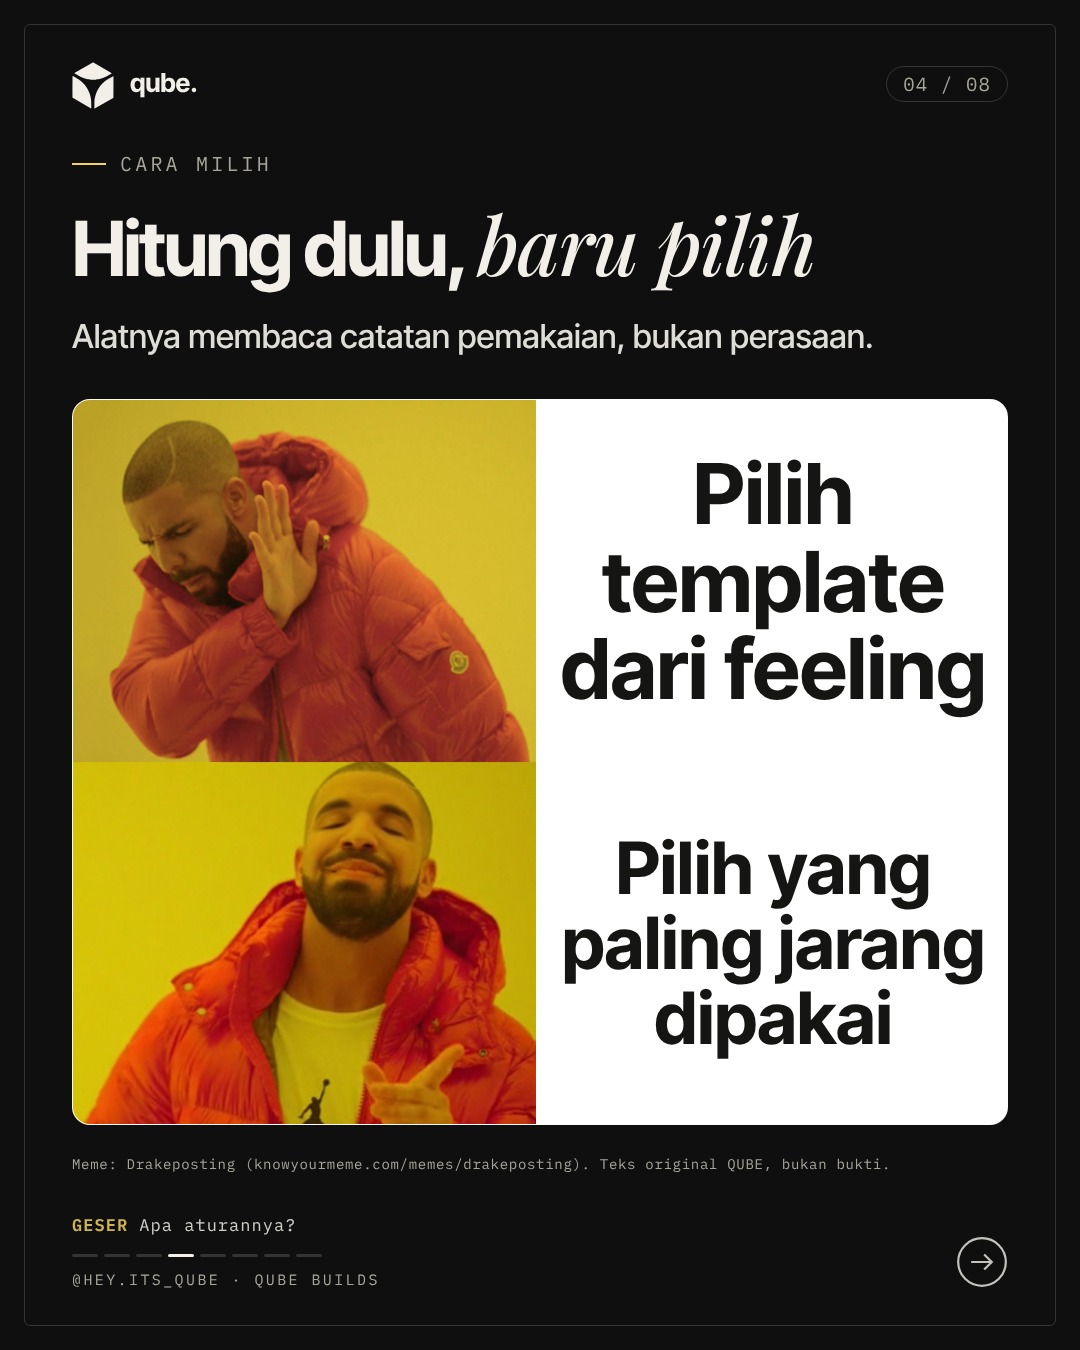 qube.
04 / 08
CARA MILIH
Hitung dulu, baru pilih
Alatnya membaca catatan pemakaian, bukan perasaan.
Pilih
template
dari feeling
Pilih yang
paling jarang
dipakai
Meme: Drakeposting (knowyourmeme.com/memes/drakeposting). Teks original QUBE, bukan bukti.
GESER Apa aturannya?
@HEY.ITS_QUBE · QUBE BUILDS